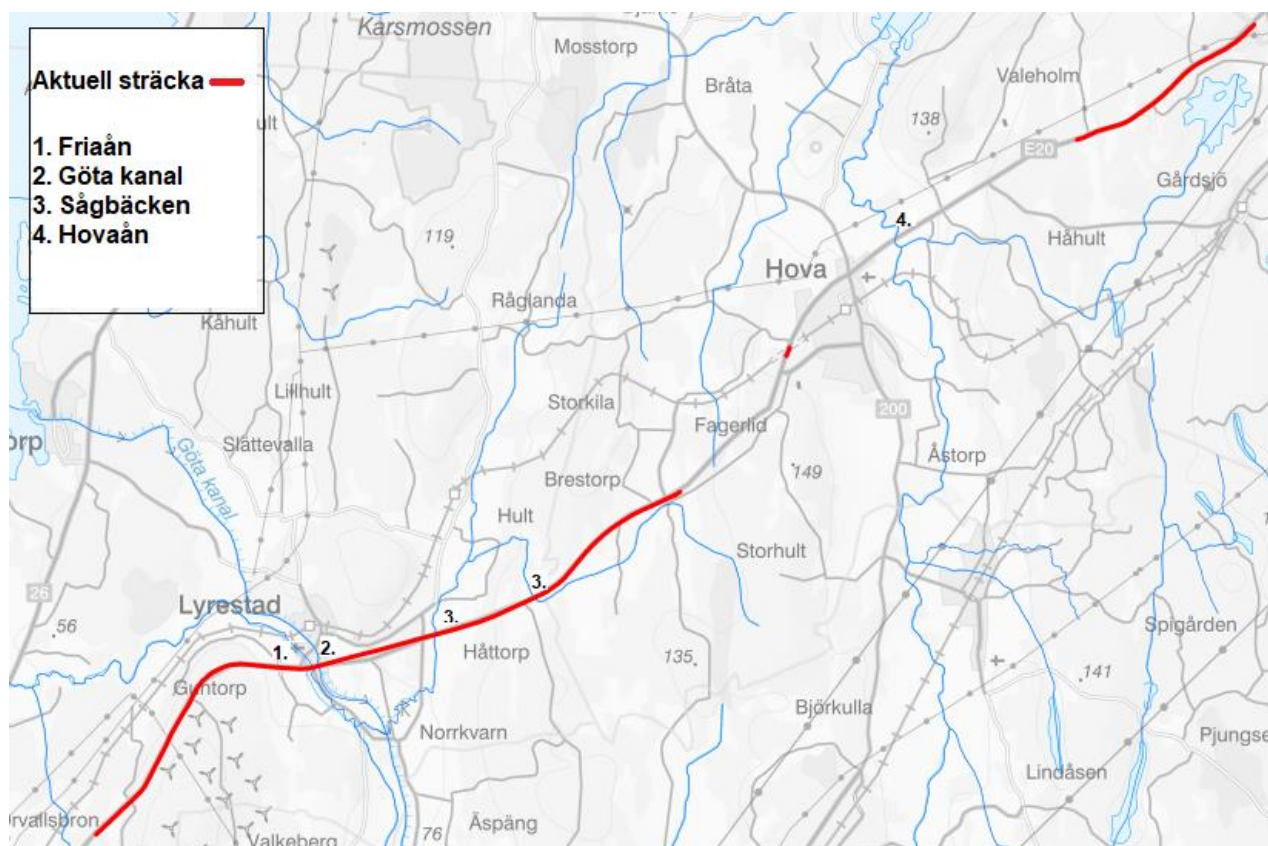 Aktuell sträcka
1. Friaån
2. Göta kanal
3. Sågbäcken
4. Hovaån
Karsmossen
Mosstorp
Bråta
Valeholm
138
E20
Gårdsjö
119
4.
Håhult
Hova
Råglanda
Kåhult
Lillhult
Storkila
Fagerlid
200
Slättevalla
Göta kanal
Brestorp
149
Åstorp
Hult
Storhult
26
Lyrestad
3.
3.
56
1.
2.
Håttorp
135
Spigården
141
Guntorp
Norrkvarn
Björkulla
Lindåsen
76
Äspäng
Valkeberg